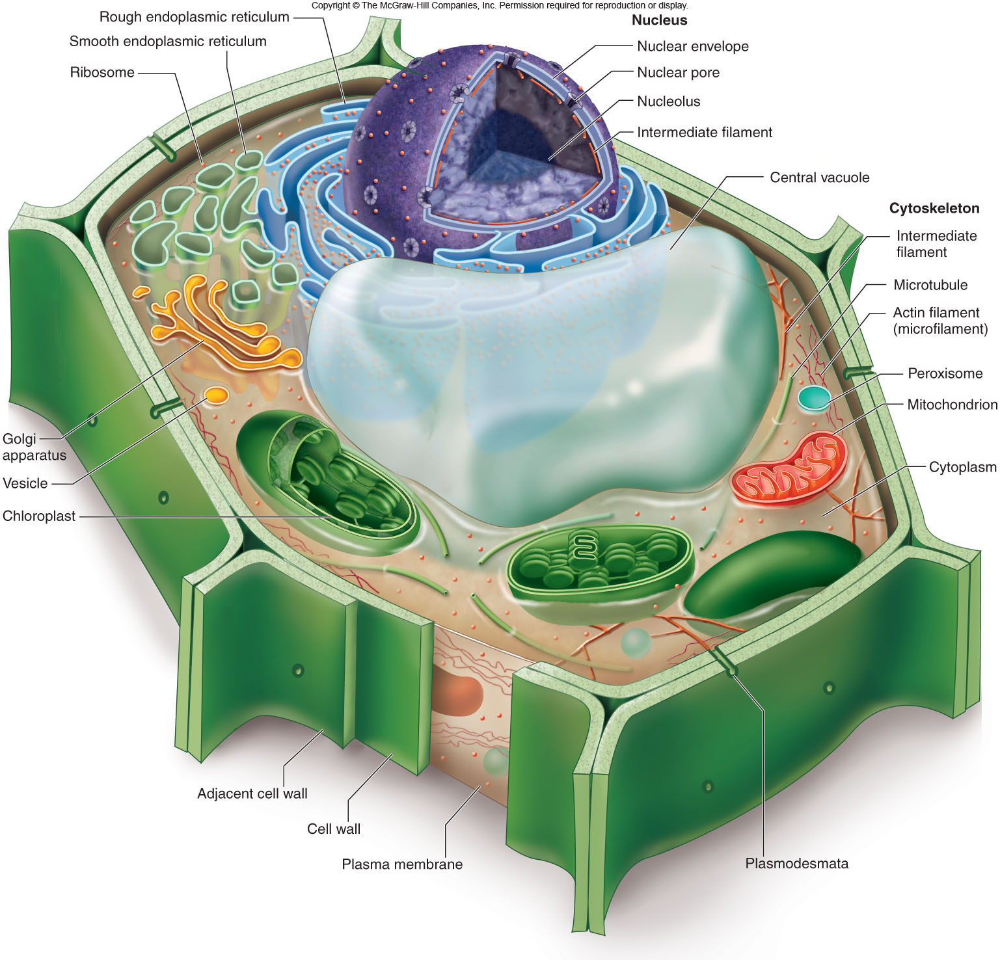 Copyright © The McGraw-Hill Companies, Inc. Permission required for reproduction or display.
Rough endoplasmic reticulum
Smooth endoplasmic reticulum
Ribosome
Nucleus
Nuclear envelope
Nuclear pore
Nucleolus
Intermediate filament
Central vacuole
Cytoskeleton
Intermediate
filament
Microtubule
Actin filament
(microfilament)
Peroxisome
Mitochondrion
Cytoplasm
Golgi
apparatus
Vesicle
Chloroplast
Adjacent cell wall
Cell wall
Plasma membrane
Plasmodesmata